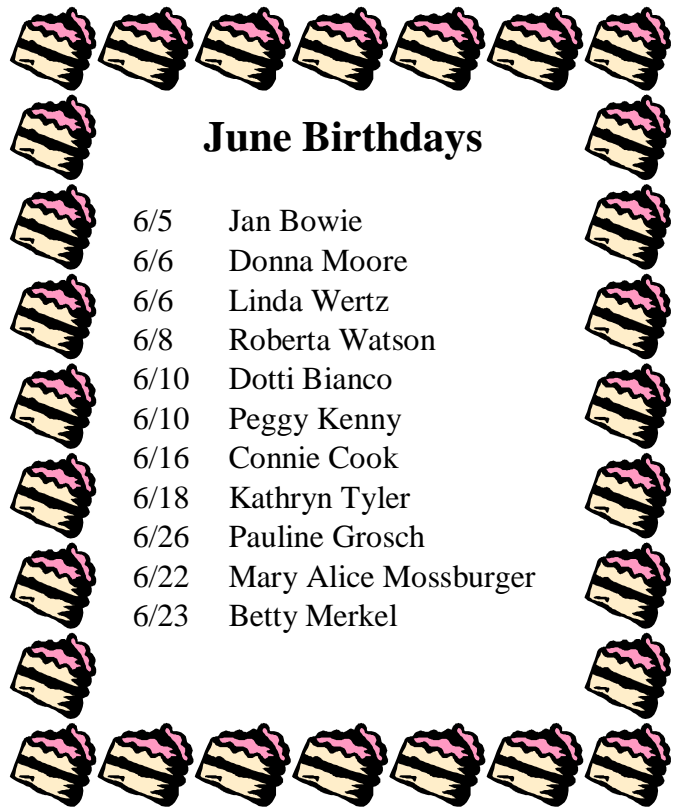 June Birthdays
6/5 Jan Bowie
6/6 Donna Moore
6/6 Linda Wertz
6/8 Roberta Watson
6/10 Dotti Bianco
6/10 Peggy Kenny
6/16 Connie Cook
6/18 Kathryn Tyler
6/26 Pauline Grosch
6/22 Mary Alice Mossburger
6/23 Betty Merkel